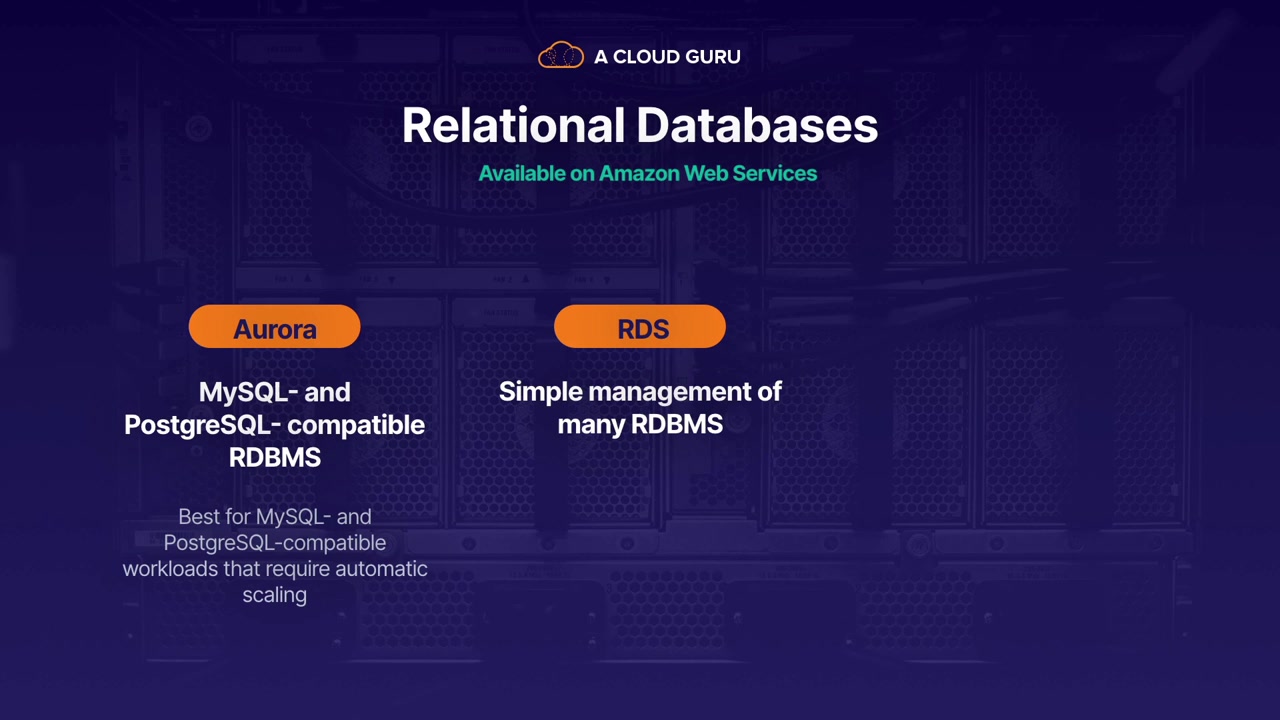 A CLOUD GURU
Relational Databases
Available on Amazon Web Services
Aurora
RDS
MySQL- and
PostgreSQL- compatible
RDBMS
Simple management of
many RDBMS
Best for MySQL- and
PostgreSQL-compatible
workloads that require automatic
scaling